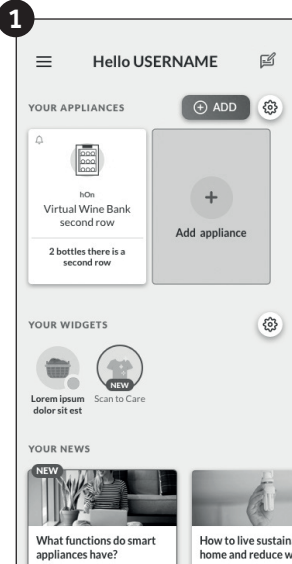 1
Hello USERNAME
YOUR APPLIANCES
ADD
hOn
Virtual Wine Bank
second row
2 bottles there is a
second row
Add appliance
YOUR WIDGETS
NEW
Lorem ipsum
dolor sit est
Scan to Care
YOUR NEWS
NEW
What functions do smart
appliances have?
How to live sustain
home and reduce w